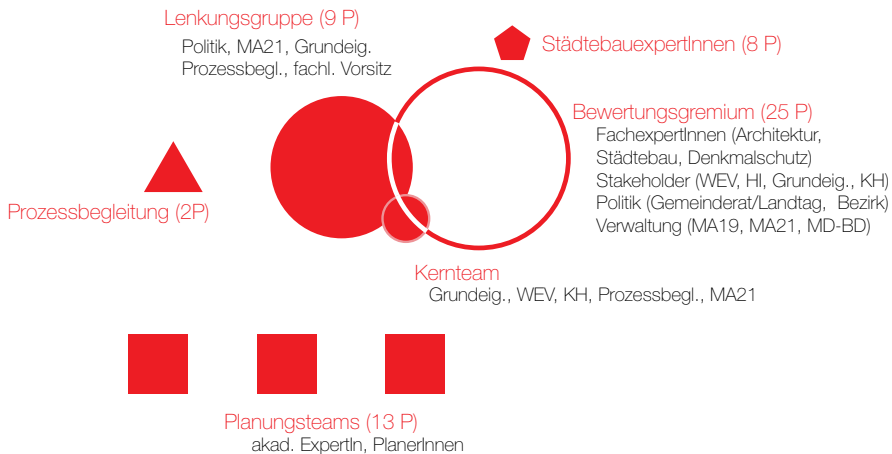 Lenkungsgruppe (9 P)
Politik, MA21, Grundeig.
Prozessbegl., fachl. Vorsitz
StädtebauexpertInnen (8 P)
Bewertungsgremium (25 P)
FachexpertInnen (Architektur,
Städtebau, Denkmalschutz)
Stakeholder (WEV, HI, Grundeig., KH)
Politik (Gemeinderat/Landtag, Bezirk)
Verwaltung (MA19, MA21, MD-BD)
Prozessbegleitung (2P)
Kernteam
Grundeig., WEV, KH, Prozessbegl., MA21
Planungsteams (13 P)
akad. ExpertIn, PlanerInnen